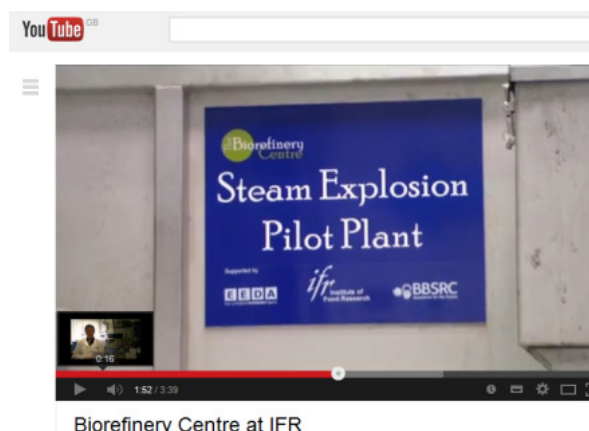 You Tube GB
The Biorefinery
Centre
Steam Explosion
Pilot Plant
Supported by
EEDA
ifr Institute of
Food Research
BBSRC
0:16
1:52 / 3:39
Biorefinery Centre at IFR